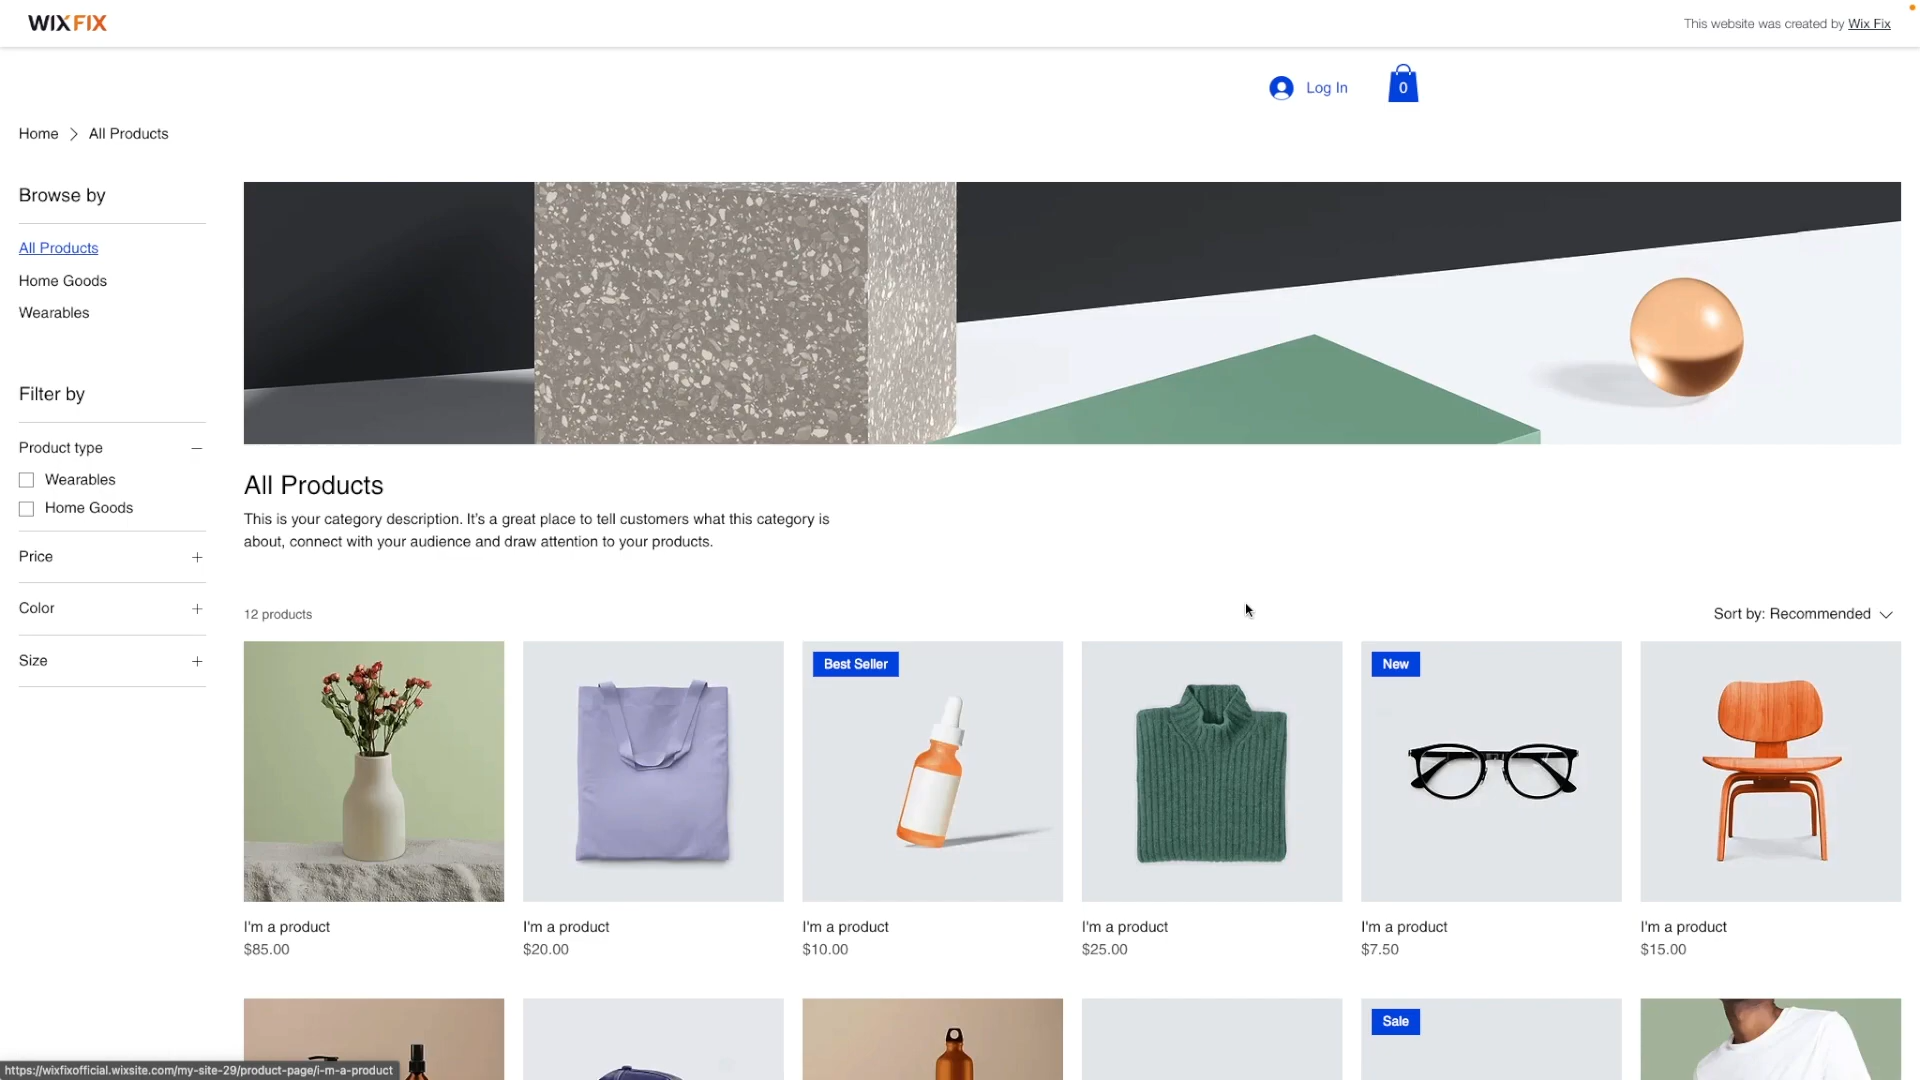 WIXFIX
This website was created by Wix Fix
Log In
0
Home > All Products
Browse by
All Products
Home Goods
Wearables
Filter by
Product type
Wearables
Home Goods
Price
Color
Size
All Products
This is your category description. It's a great place to tell customers what this category is
about, connect with your audience and draw attention to your products.
12 products
Sort by: Recommended
Best Seller
New
I'm a product
$85.00
I'm a product
$20.00
I'm a product
$10.00
I'm a product
$25.00
I'm a product
$7.50
I'm a product
$15.00
Sale
https://wixfixofficial.wixsite.com/my-site-29/product-page/i-m-a-product